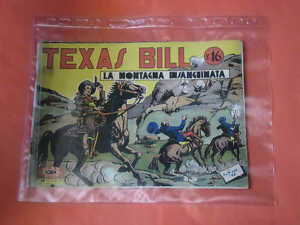 TEXAS BILL
N°16
LA MONTAGNA INSANGUINATA